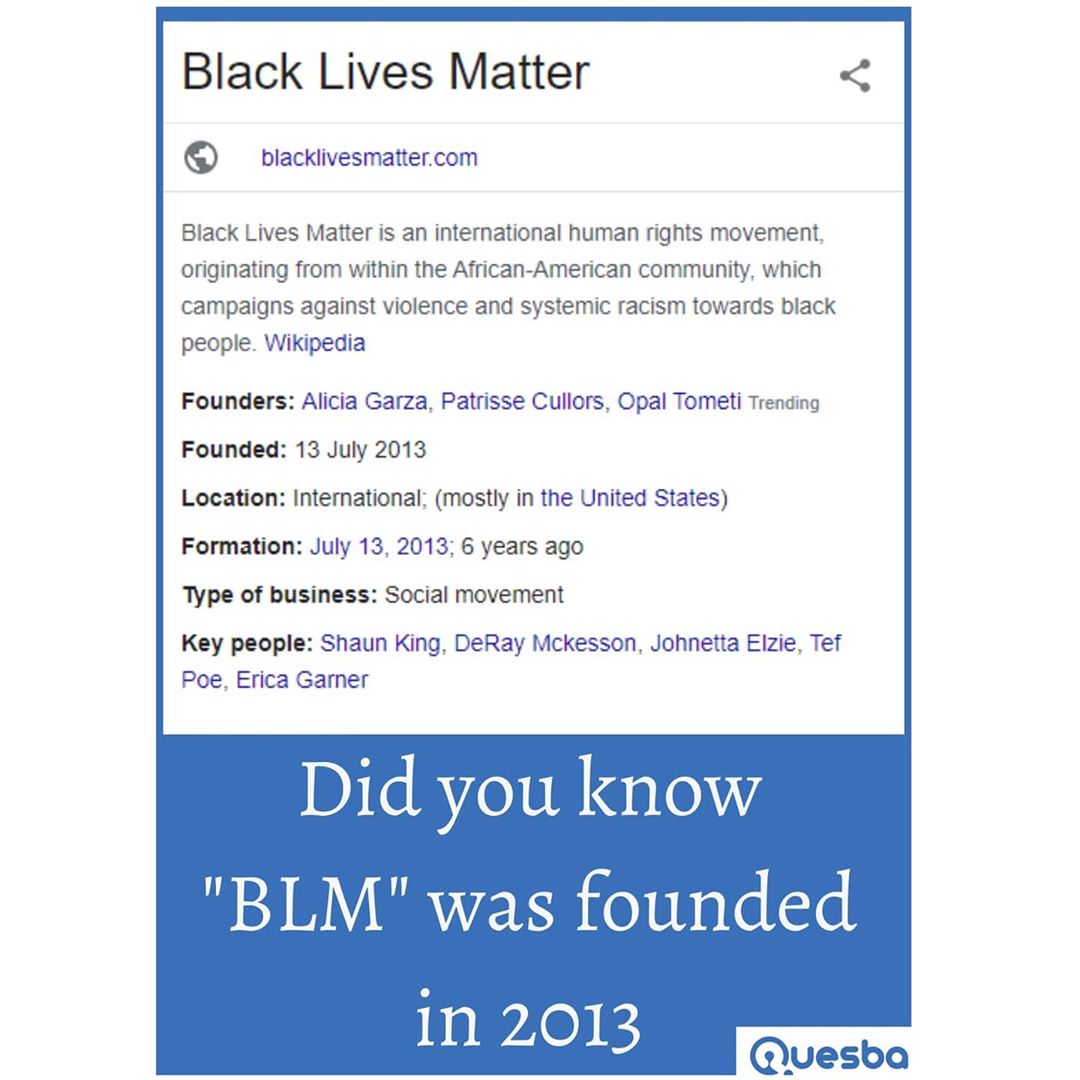 Black Lives Matter
blacklivesmatter.com
Black Lives Matter is an international human rights movement,
originating from within the African-American community, which
campaigns against violence and systemic racism towards black
people. Wikipedia
Founders: Alicia Garza, Patrisse Cullors, Opal Tometi Trending
Founded: 13 July 2013
Location: International; (mostly in the United States)
Formation: July 13, 2013; 6 years ago
Type of business: Social movement
Key people: Shaun King, DeRay Mckesson, Johnetta Elzie, Tef
Poe, Erica Garner
Did you know
"BLM" was founded
in 2013
Quesba